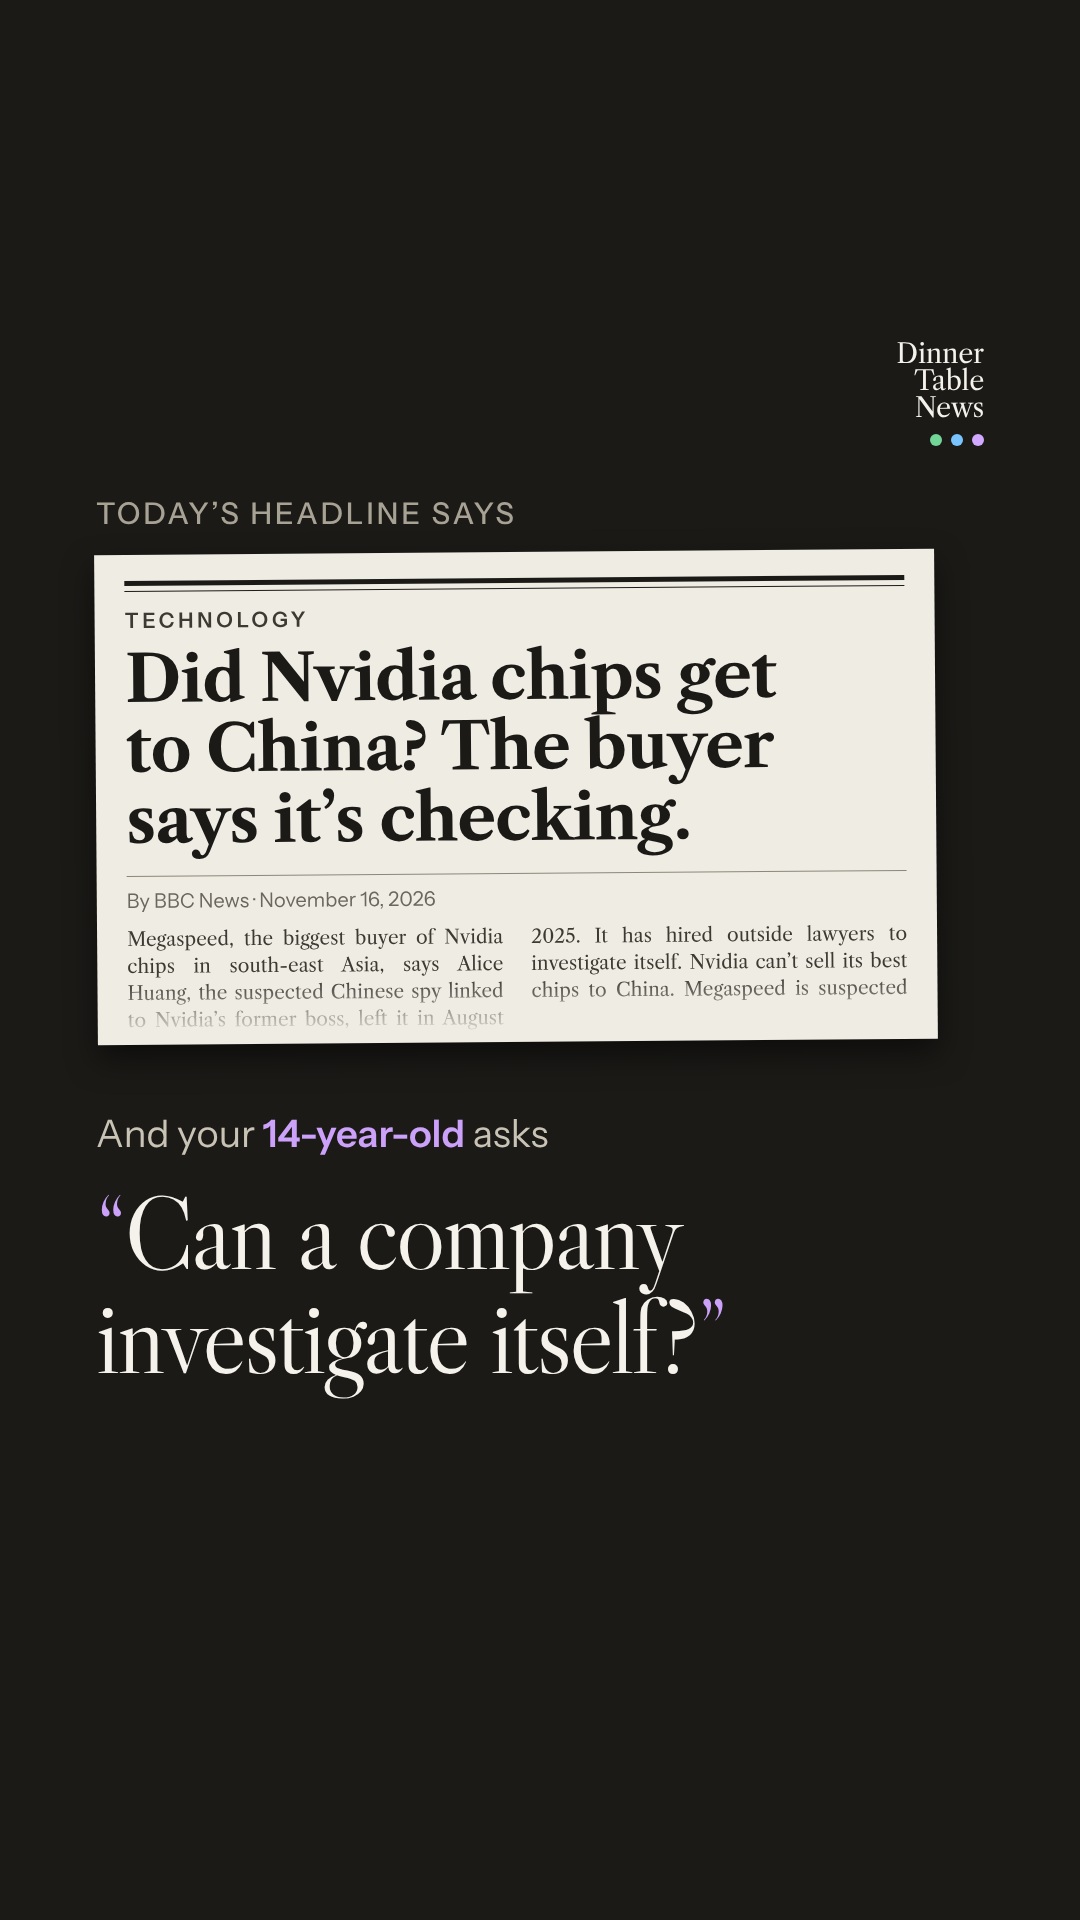 Dinner
Table
News
TODAY’S HEADLINE SAYS
TECHNOLOGY
Did Nvidia chips get
to China? The buyer
says it’s checking.
By BBC News · November 16, 2026
Megaspeed, the biggest buyer of Nvidia
chips in south-east Asia, says Alice
Huang, the suspected Chinese spy linked
to Nvidia’s former boss, left it in August
2025. It has hired outside lawyers to
investigate itself. Nvidia can’t sell its best
chips to China. Megaspeed is suspected
And your 14-year-old asks
“Can a company
investigate itself?”